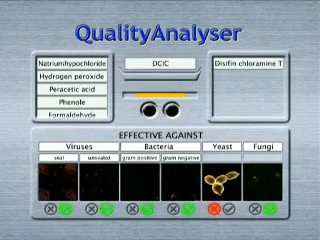 QualityAnalyser
Natriumhypochloride
Hydrogen peroxide
Peracetic acid
Phenole
Formaldehyde
DCIC
Disifin chloramine T
EFFECTIVE AGAINST
Viruses Bacteria Yeast Fungi
seal unsealed gram positive gram negative